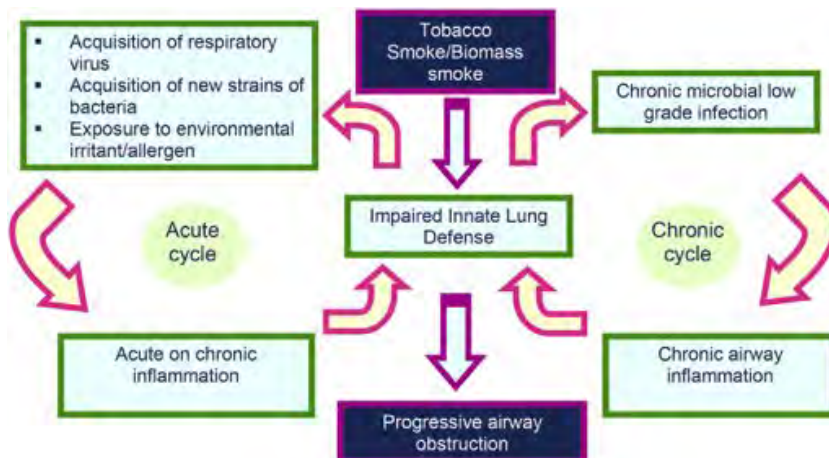 ▪ Acquisition of respiratory
virus
▪ Acquisition of new strains of
bacteria
▪ Exposure to environmental
irritant/allergen
Tobacco
Smoke/Biomass
smoke
Chronic microbial low
grade infection
Acute
cycle
Impaired Innate Lung
Defense
Chronic
cycle
Acute on chronic
inflammation
Chronic airway
inflammation
Progressive airway
obstruction